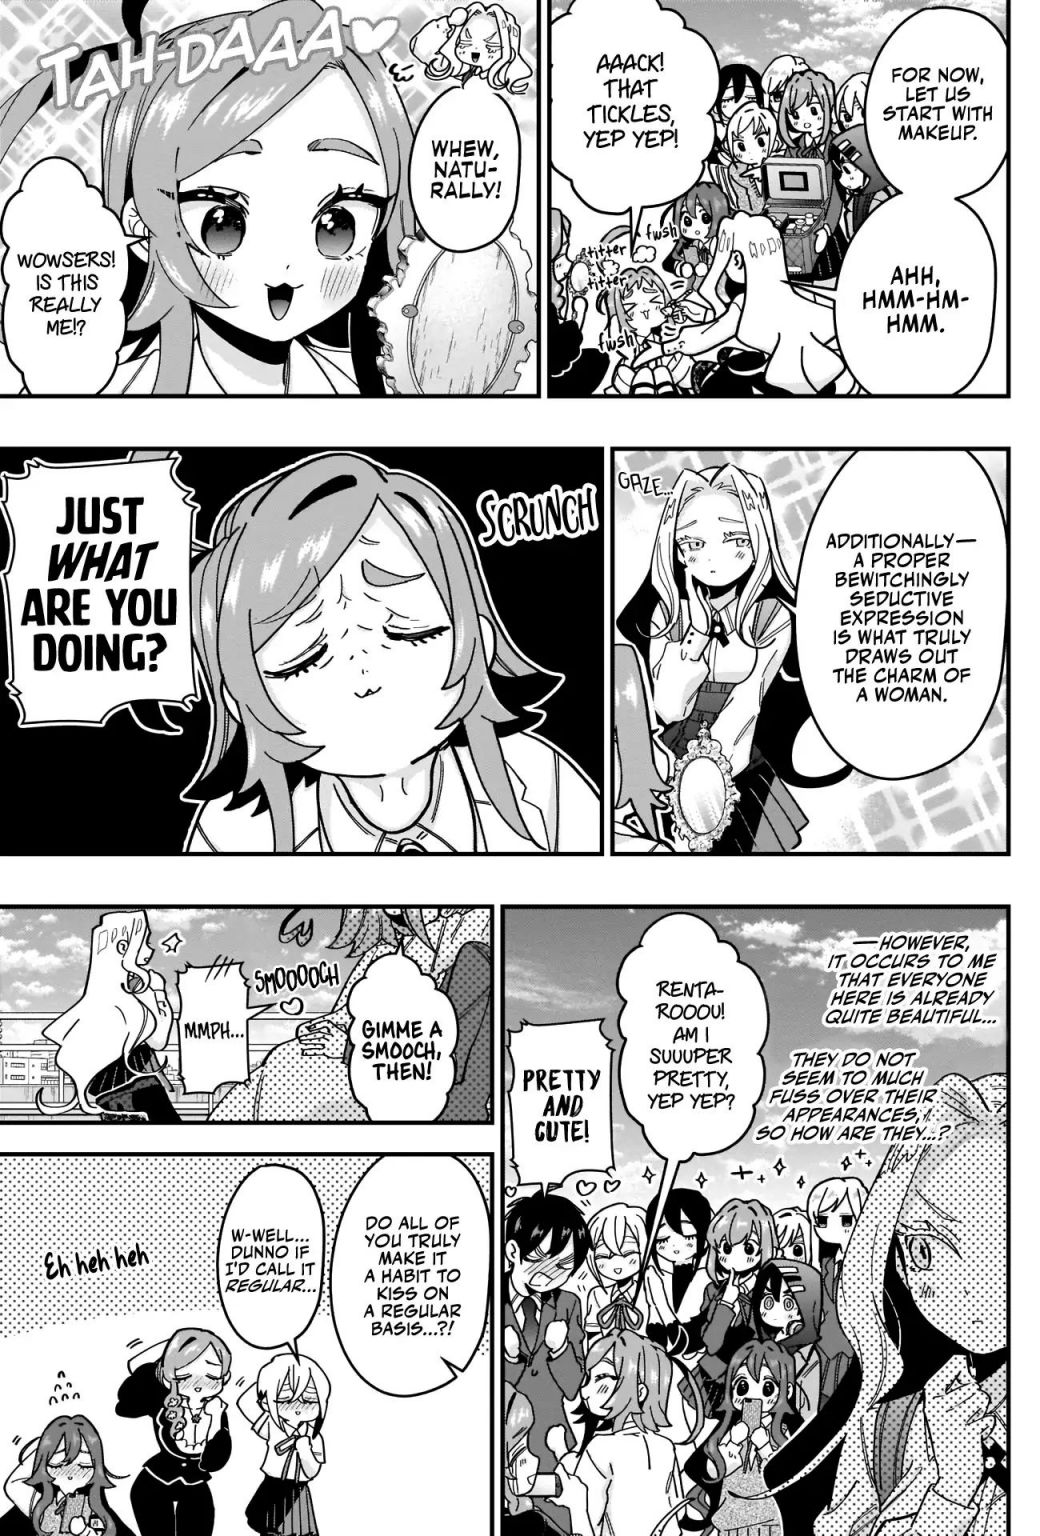 FOR NOW,
LET US
START WITH
MAKEUP.
AHH,
HMM-HM-
HMM.
AAACK!
THAT
TICKLES,
YEP YEP!
fwsh
titter
titter
fwsh
TAH-DAAA
WHEW,
NATU-
RALLY!
WOWSERS!
IS THIS
REALLY
ME!?
GAZE...
ADDITIONALLY—
A PROPER
BEWITCHINGLY
SEDUCTIVE
EXPRESSION
IS WHAT TRULY
DRAWS OUT
THE CHARM OF
A WOMAN.
SCRUNCH
JUST
WHAT
ARE YOU
DOING?
—HOWEVER,
IT OCCURS TO ME
THAT EVERYONE
HERE IS ALREADY
QUITE BEAUTIFUL...
THEY DO NOT
SEEM TO MUCH
FUSS OVER THEIR
APPEARANCES,
SO HOW ARE THEY...?
RENTA-
ROOOU!
AM I
SUUUPER
PRETTY,
YEP YEP?
PRETTY
AND
CUTE!
GIMME A
SMOOCH,
THEN!
SMOOOOCH
MMPH...
DO ALL OF
YOU TRULY
MAKE IT
A HABIT TO
KISS ON
A REGULAR
BASIS...?!
W-WELL...
DUNNO IF
I'D CALL IT
REGULAR...
Eh heh heh